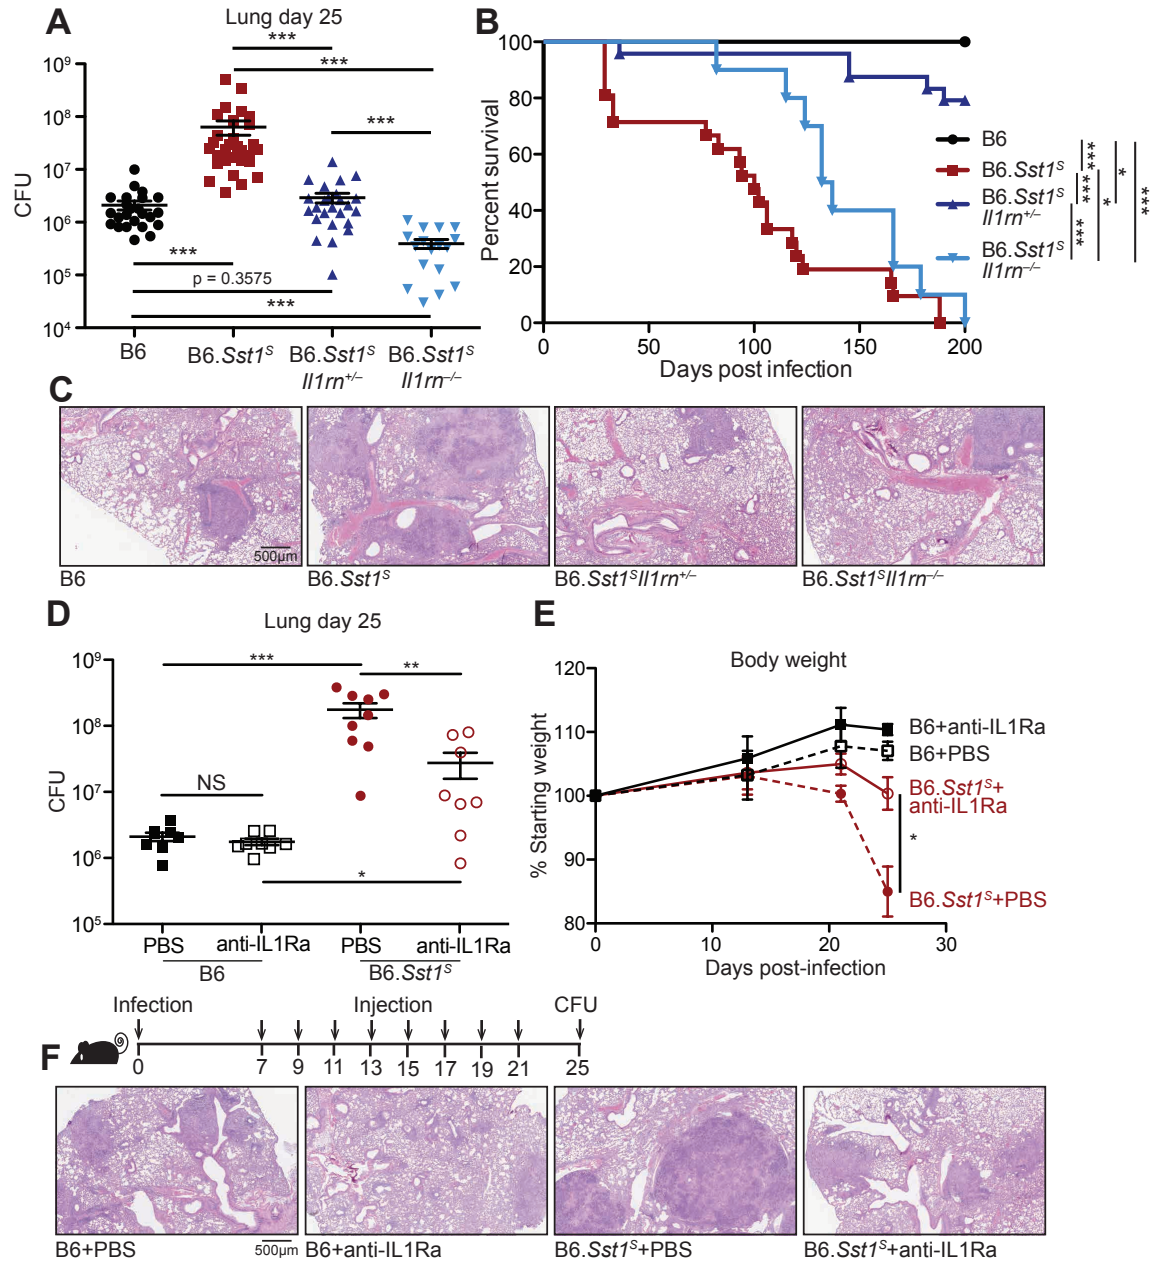 A
Lung day 25
***
***
***
10⁹
10⁸
10⁷
10⁶
10⁵
10⁴
CFU
***
p = 0.3575
***
B6
B6.Sst1ˢ
B6.Sst1ˢ
Il1rn⁺/⁻
B6.Sst1ˢ
Il1rn⁻/⁻
B
100
80
60
40
20
0
Percent survival
0
50
100
150
200
Days post infection
B6
B6.Sst1ˢ
B6.Sst1ˢ
Il1rn⁺/⁻
B6.Sst1ˢ
Il1rn⁻/⁻
***
***
***
*
*
***
C
500µm
B6
B6.Sst1ˢ
B6.Sst1ˢIl1rn⁺/⁻
B6.Sst1ˢIl1rn⁻/⁻
D
Lung day 25
***
**
NS
*
10⁹
10⁸
10⁷
10⁶
10⁵
CFU
PBS
anti-IL1Ra
PBS
anti-IL1Ra
B6
B6.Sst1ˢ
E
Body weight
120
110
100
90
80
% Starting weight
0
10
20
30
Days post-infection
B6+anti-IL1Ra
B6+PBS
B6.Sst1ˢ+
anti-IL1Ra
*
B6.Sst1ˢ+PBS
Infection
Injection
CFU
0 7 9 11 13 15 17 19 21 25
F
B6+PBS
500µm
B6+anti-IL1Ra
B6.Sst1ˢ+PBS
B6.Sst1ˢ+anti-IL1Ra